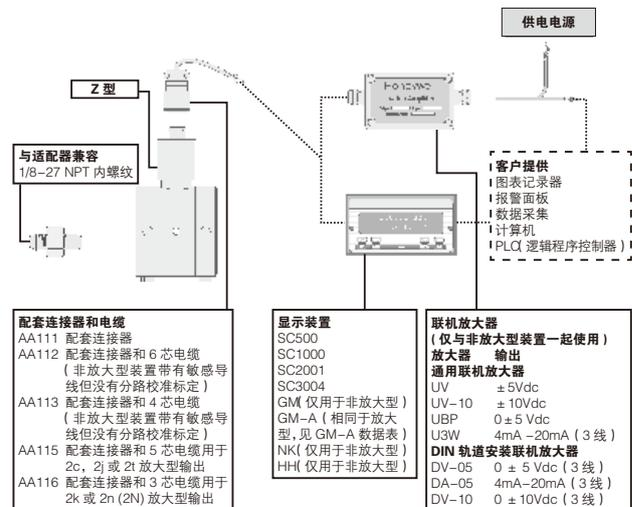 供电电源
Z 型
Honeywell
与适配器兼容
1/8–27 NPT 内螺纹
客户提供
图表记录器
报警面板
数据采集
计算机
PLC( 逻辑程序控制器 )
配套连接器和电缆
AA111 配套连接器
AA112 配套连接器和 6 芯电缆
( 非放大型装置带有敏感导
线但没有分路校准标定 )
AA113 配套连接器和 4 芯电缆
( 非放大型装置带有敏感导
线但没有分路校准标定 )
AA115 配套连接器和 5 芯电缆用于
2c, 2j 或 2t 放大型输出
AA116 配套连接器和 3 芯电缆用于
2k 或 2n (2N) 放大型输出
显示装置
SC500
SC1000
SC2001
SC3004
GM( 仅用于非放大型 )
GM-A ( 相同于放大
型, 见 GM-A 数据表 )
NK( 仅用于非放大型 )
HH( 仅用于非放大型 )
联机放大器
( 仅与非放大型装置一起使用 )
放大器 输出
通用联机放大器
UV ±5Vdc
UV-10 ±10Vdc
UBP 0±5 Vdc
U3W 4mA –20mA ( 3 线 )
DIN 轨道安装联机放大器
DV-05 0 ± 5 Vdc ( 3 线 )
DA-05 4mA–20mA ( 3 线 )
DV-10 0 ± 10Vdc ( 3 线 )